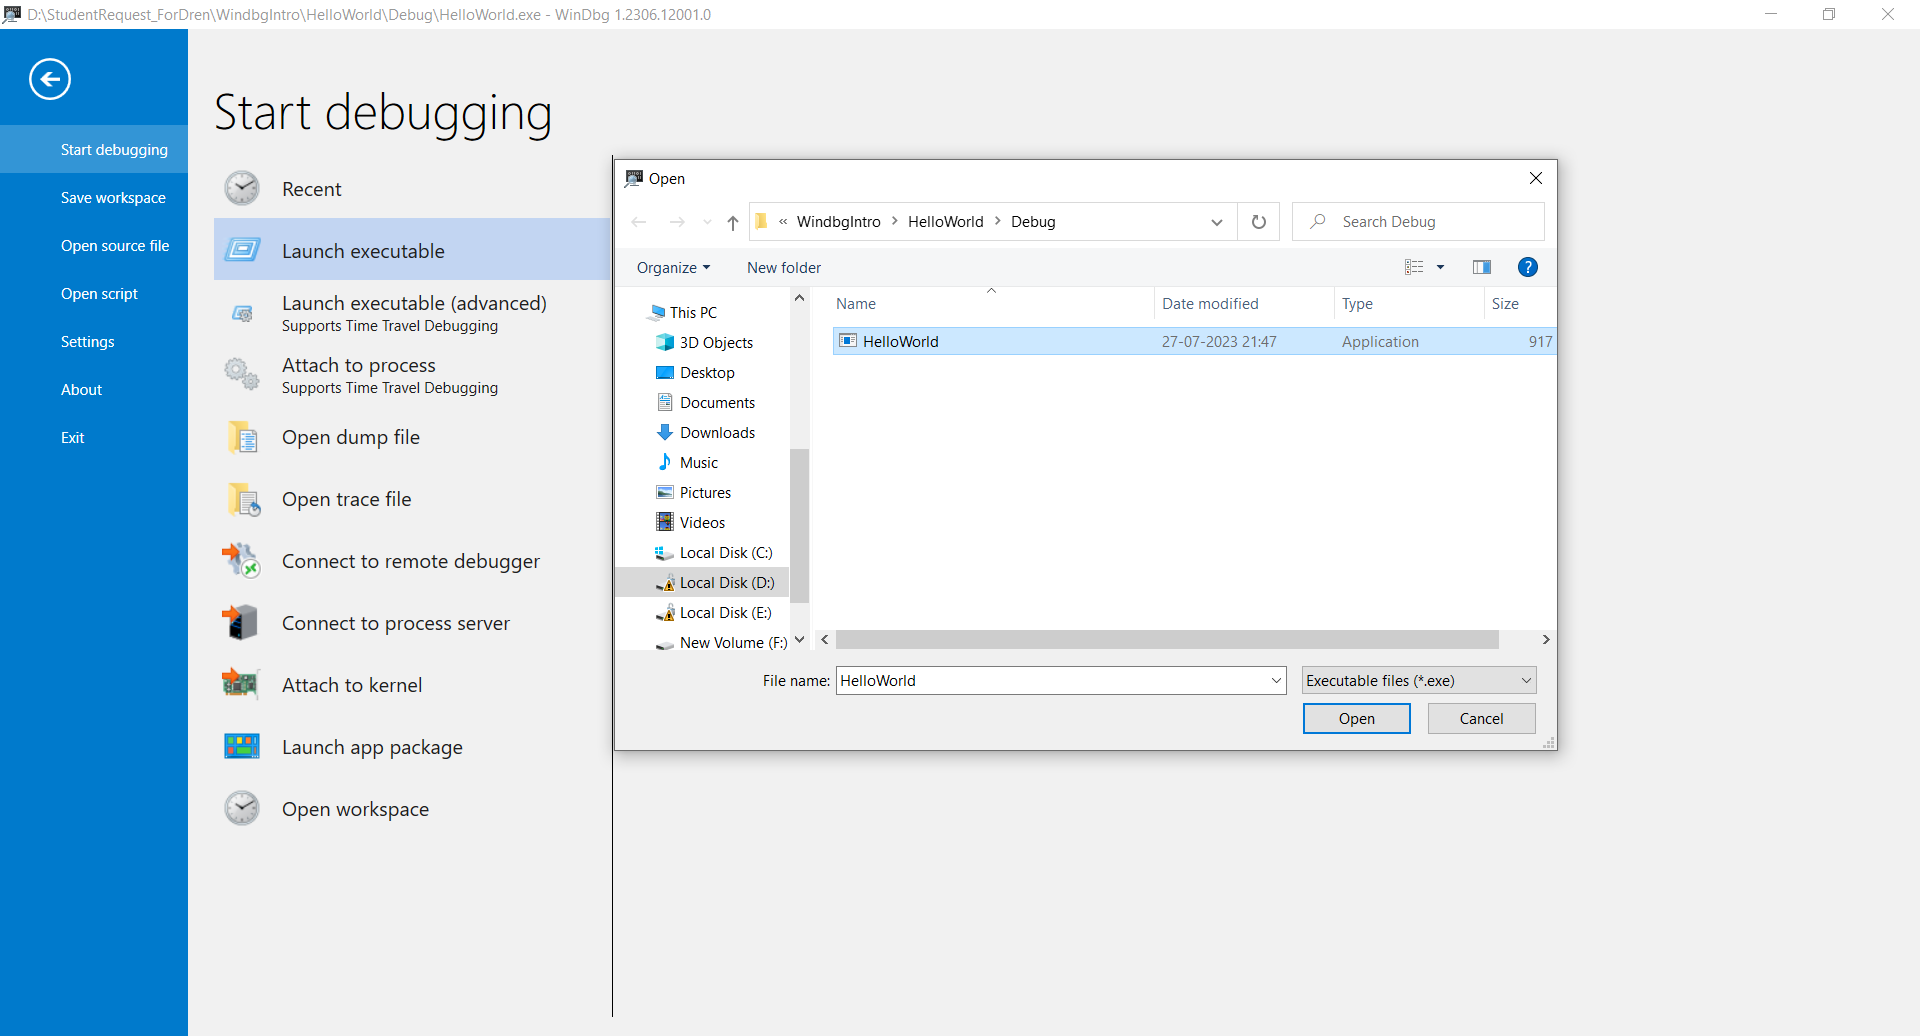 D:\StudentRequest_ForDren\WindbgIntro\HelloWorld\Debug\HelloWorld.exe - WinDbg 1.2306.12001.0
Start debugging
Save workspace
Open source file
Open script
Settings
About
Exit
Start debugging
Recent
Launch executable
Launch executable (advanced)
Supports Time Travel Debugging
Attach to process
Supports Time Travel Debugging
Open dump file
Open trace file
Connect to remote debugger
Connect to process server
Attach to kernel
Launch app package
Open workspace
Open
« WindbgIntro > HelloWorld > Debug
Search Debug
Organize
New folder
?
This PC
3D Objects
Desktop
Documents
Downloads
Music
Pictures
Videos
Local Disk (C:)
Local Disk (D:)
Local Disk (E:)
New Volume (F:)
Name Date modified Type Size
HelloWorld 27-07-2023 21:47 Application 917
File name: HelloWorld
Executable files (*.exe)
Open
Cancel